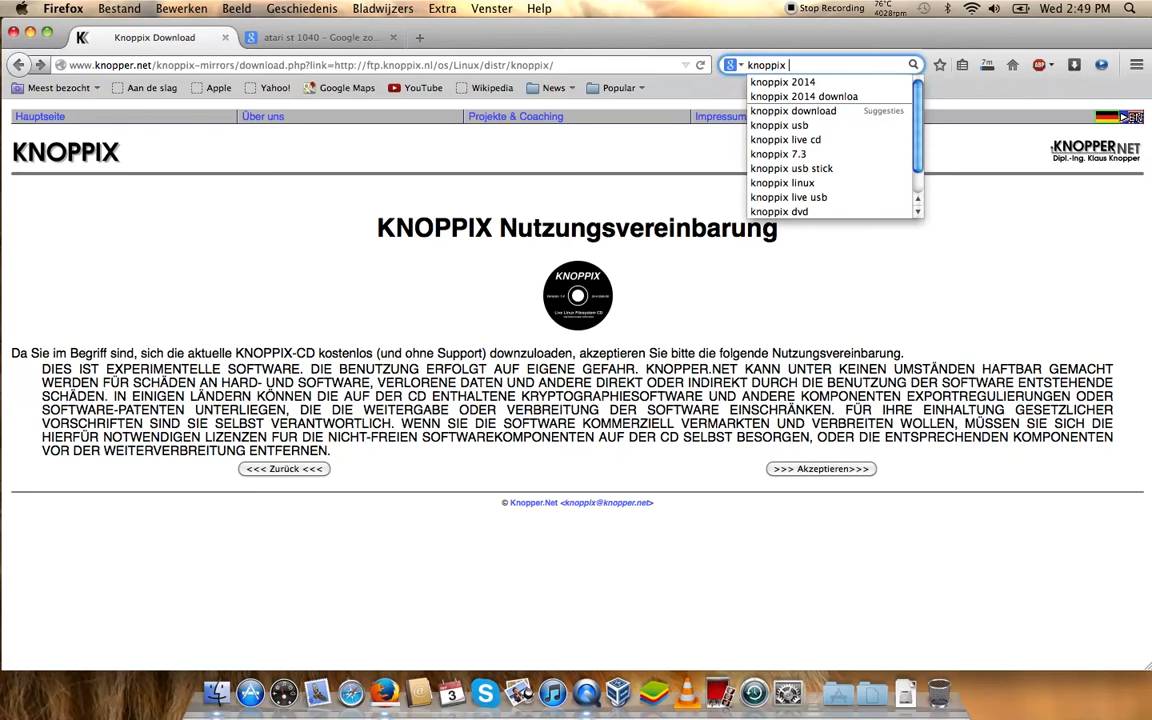 Firefox Bestand Bewerken Beeld Geschiedenis Bladwijzers Extra Venster Help Stop Recording 76°C 4028rpm Wed 2:49 PM
Knoppix Download
atari st 1040 – Google zo...
www.knopper.net/knoppix-mirrors/download.php?link=http://ftp.knoppix.nl/os/Linux/distr/knoppix/
knoppix
Meest bezocht Aan de slag Apple Yahoo! Google Maps YouTube Wikipedia News Popular
knoppix 2014
knoppix 2014 downloa
knoppix download Suggesties
knoppix usb
knoppix live cd
knoppix 7.3
knoppix usb stick
knoppix linux
knoppix live usb
knoppix dvd
Hauptseite Über uns Projekte & Coaching Impressum
KNOPPIX
KNOPPER.NET
Dipl.-Ing. Klaus Knopper
KNOPPIX Nutzungsvereinbarung
KNOPPIX
Live Linux Filesystem CD
Da Sie im Begriff sind, sich die aktuelle KNOPPIX-CD kostenlos (und ohne Support) downzuloaden, akzeptieren Sie bitte die folgende Nutzungsvereinbarung.
DIES IST EXPERIMENTELLE SOFTWARE. DIE BENUTZUNG ERFOLGT AUF EIGENE GEFAHR. KNOPPER.NET KANN UNTER KEINEN UMSTÄNDEN HAFTBAR GEMACHT
WERDEN FÜR SCHÄDEN AN HARD- UND SOFTWARE, VERLORENE DATEN UND ANDERE DIREKT ODER INDIREKT DURCH DIE BENUTZUNG DER SOFTWARE ENTSTEHENDE
SCHÄDEN. IN EINIGEN LÄNDERN KÖNNEN DIE AUF DER CD ENTHALTENE KRYPTOGRAPHIESOFTWARE UND ANDERE KOMPONENTEN EXPORTREGULIERUNGEN ODER
SOFTWARE-PATENTEN UNTERLIEGEN, DIE DIE WEITERGABE ODER VERBREITUNG DER SOFTWARE EINSCHRÄNKEN. FÜR IHRE EINHALTUNG GESETZLICHER
VORSCHRIFTEN SIND SIE SELBST VERANTWORTLICH. WENN SIE DIE SOFTWARE KOMMERZIELL VERMARKTEN UND VERBREITEN WOLLEN, MÜSSEN SIE SICH DIE
HIERFÜR NOTWENDIGEN LIZENZEN FUR DIE NICHT-FREIEN SOFTWAREKOMPONENTEN AUF DER CD SELBST BESORGEN, ODER DIE ENTSPRECHENDEN KOMPONENTEN
VOR DER WEITERVERBREITUNG ENTFERNEN.
<<< Zurück <<<
>>> Akzeptieren>>>
© Knopper.Net <knoppix@knopper.net>
3